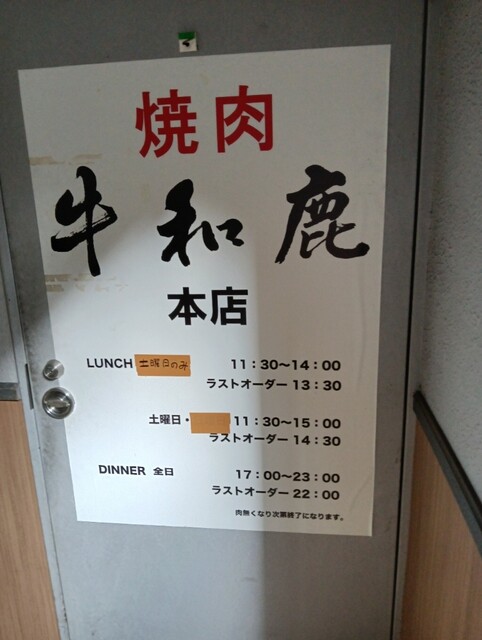 焼肉
牛和鹿
本店
LUNCH 土曜日のみ 11：30〜14：00
ラストオーダー 13：30
土曜日・ 11：30〜15：00
ラストオーダー 14：30
DINNER 全日 17：00〜23：00
ラストオーダー 22：00
肉無くなり次第終了になります。